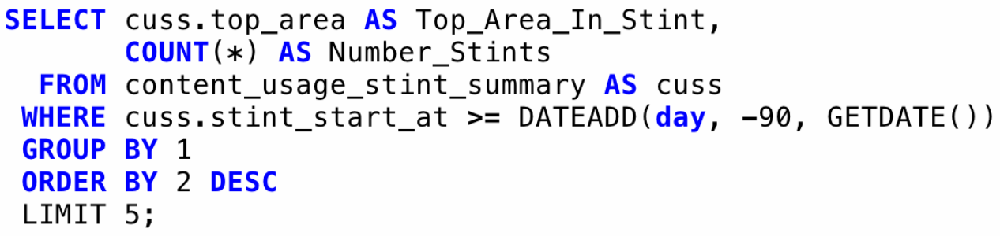 SELECT cuss.top_area AS Top_Area_In_Stint,
       COUNT(*) AS Number_Stints
  FROM content_usage_stint_summary AS cuss
 WHERE cuss.stint_start_at >= DATEADD(day, -90, GETDATE())
 GROUP BY 1
 ORDER BY 2 DESC
 LIMIT 5;